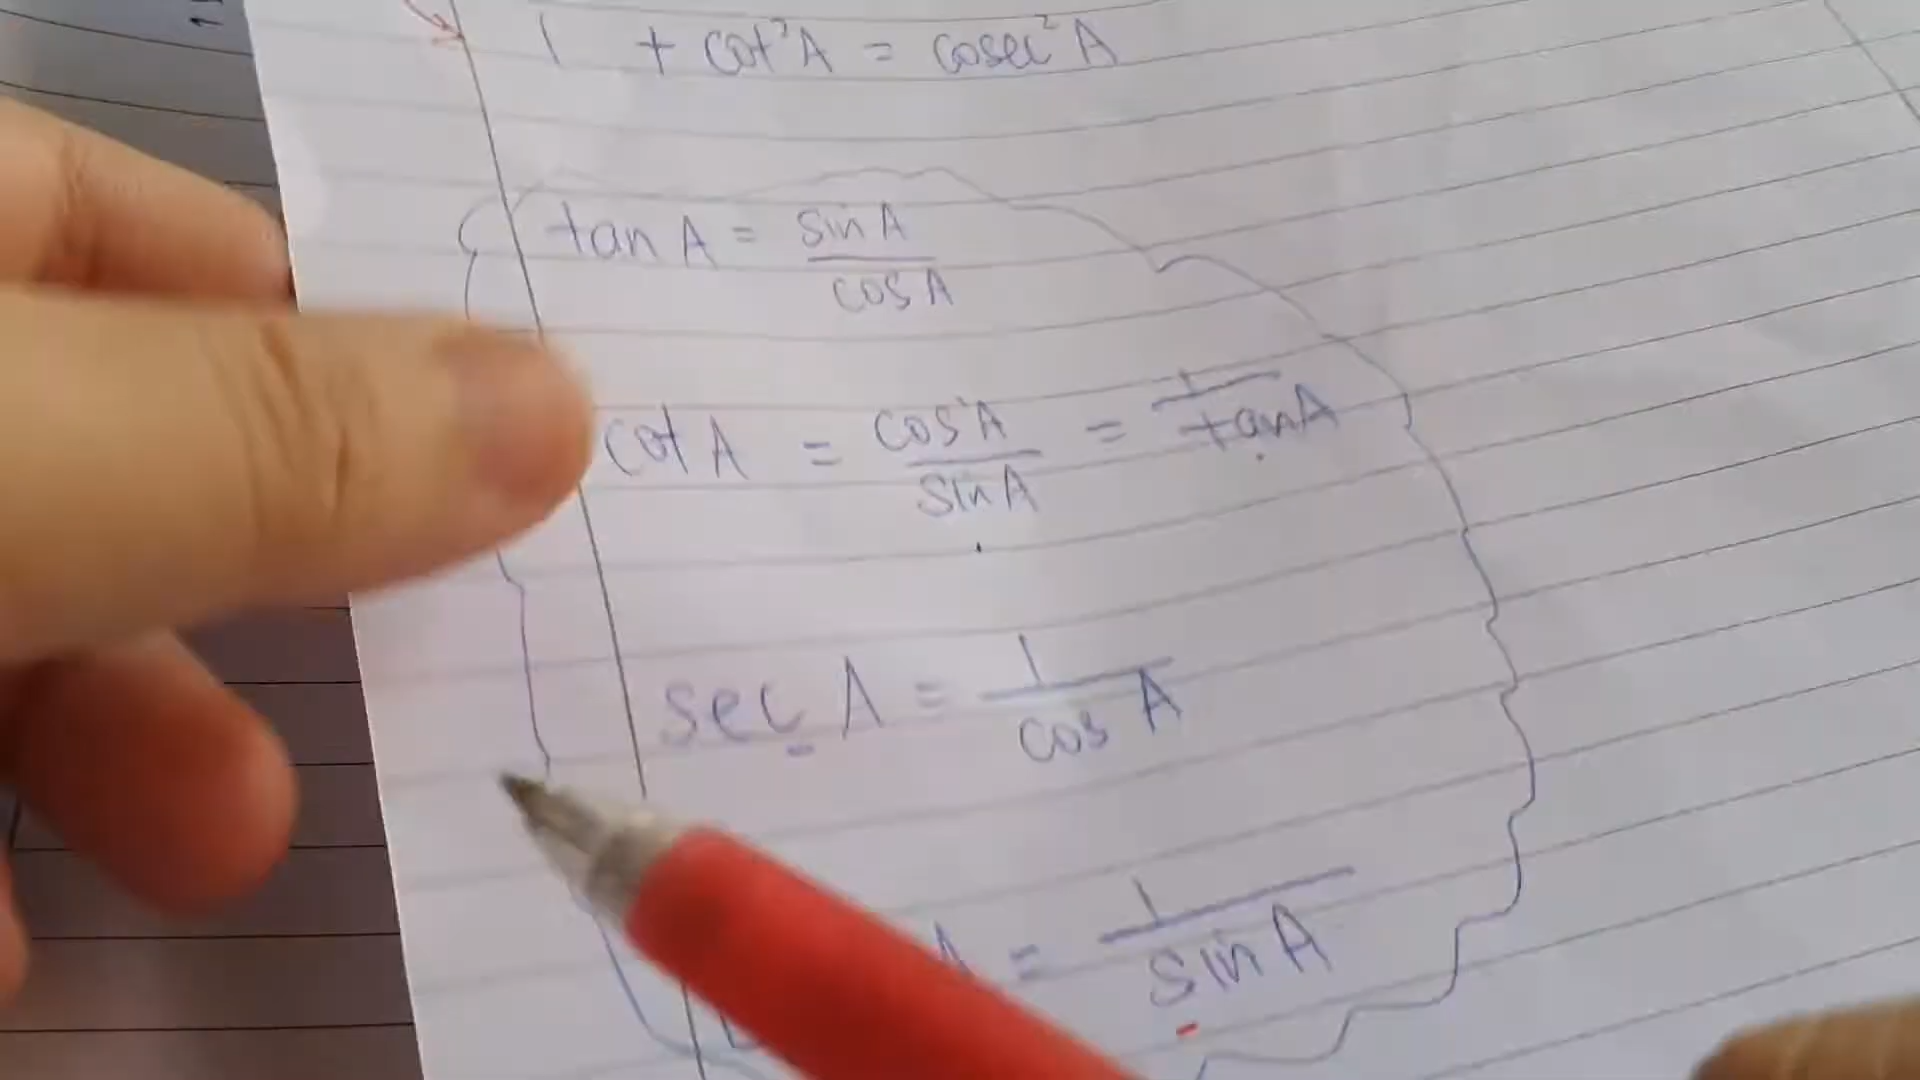 1 + cot²A = cosec²A
tan A = sin A / cos A
cot A = cos A / sin A = 1 / tan A
sec A = 1 / cos A
A = 1 / sin A